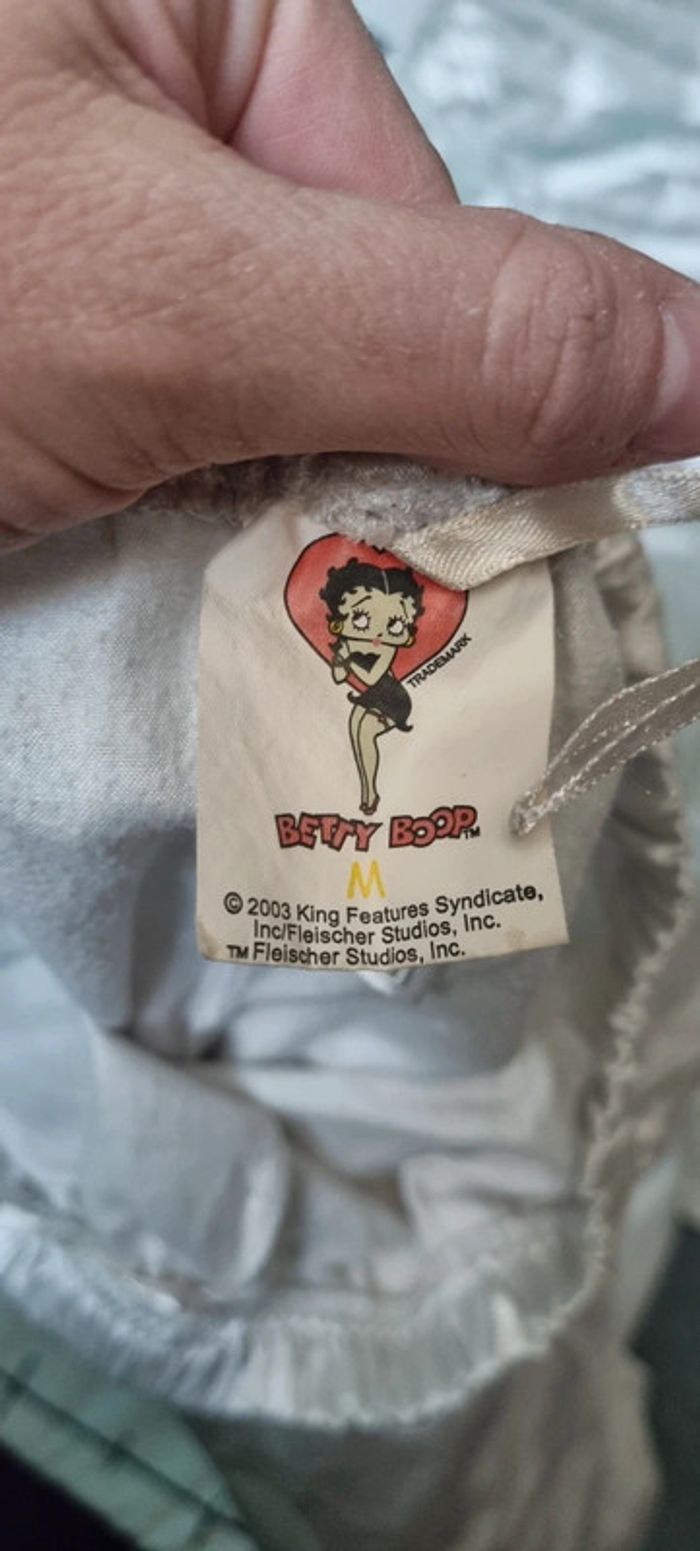 TRADEMARK
BETTY BOOP™
M
© 2003 King Features Syndicate,
Inc/Fleischer Studios, Inc.
™ Fleischer Studios, Inc.